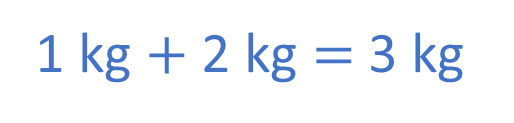 1 kg + 2 kg = 3 kg